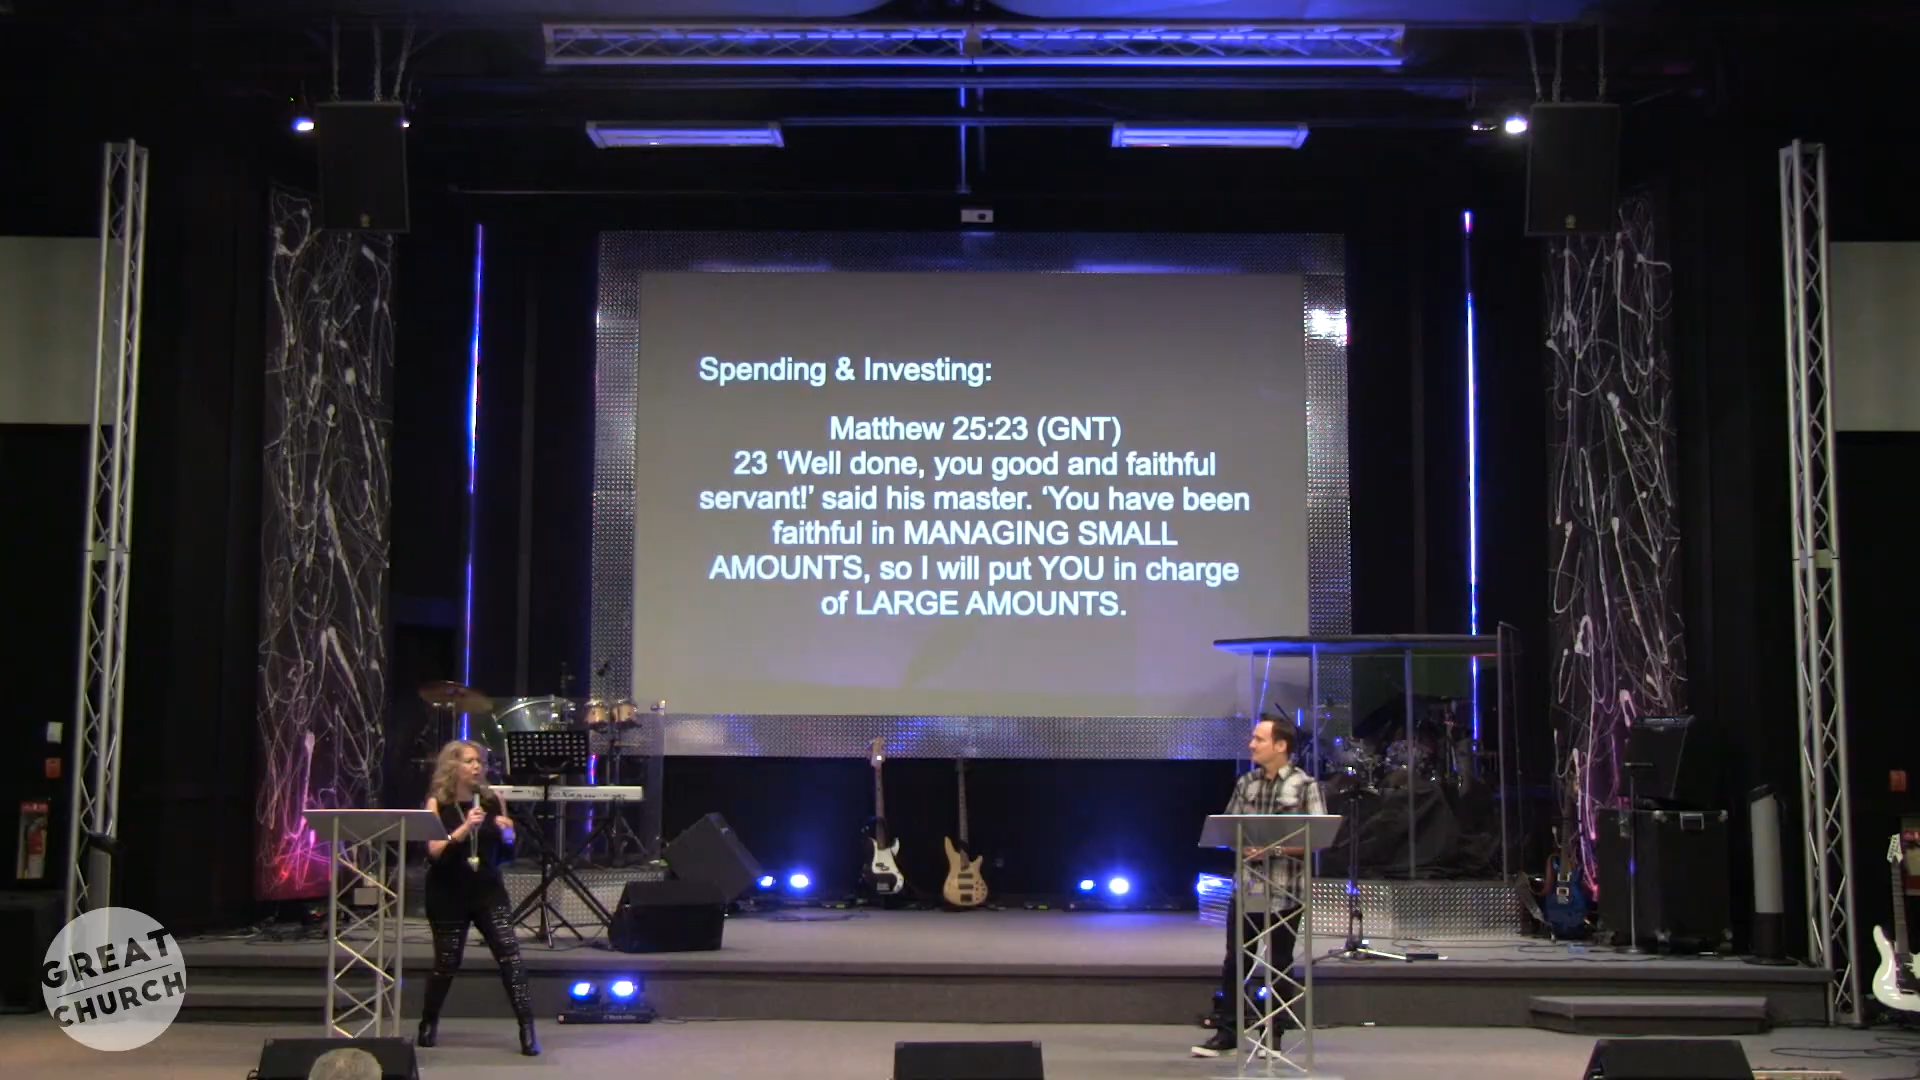 Spending & Investing:
Matthew 25:23 (GNT)
23 ‘Well done, you good and faithful
servant!’ said his master. ‘You have been
faithful in MANAGING SMALL
AMOUNTS, so I will put YOU in charge
of LARGE AMOUNTS.
GREAT
CHURCH